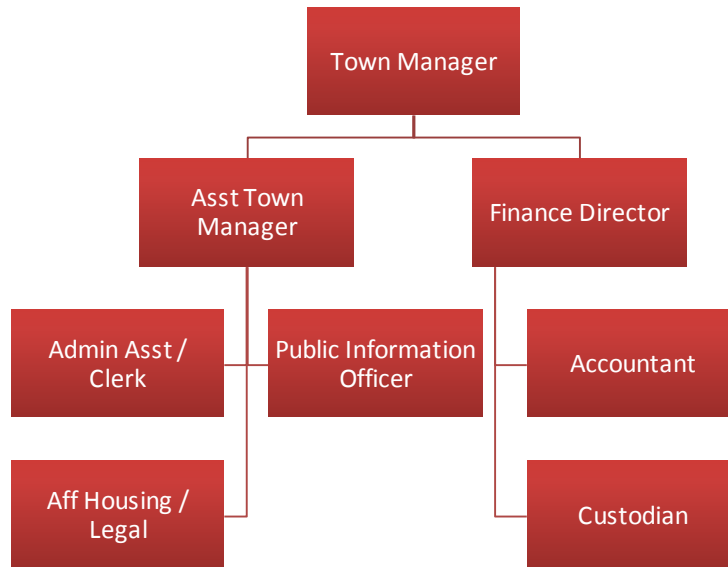 Town Manager
Asst Town
Manager
Finance Director
Admin Asst /
Clerk
Public Information
Officer
Accountant
Aff Housing /
Legal
Custodian